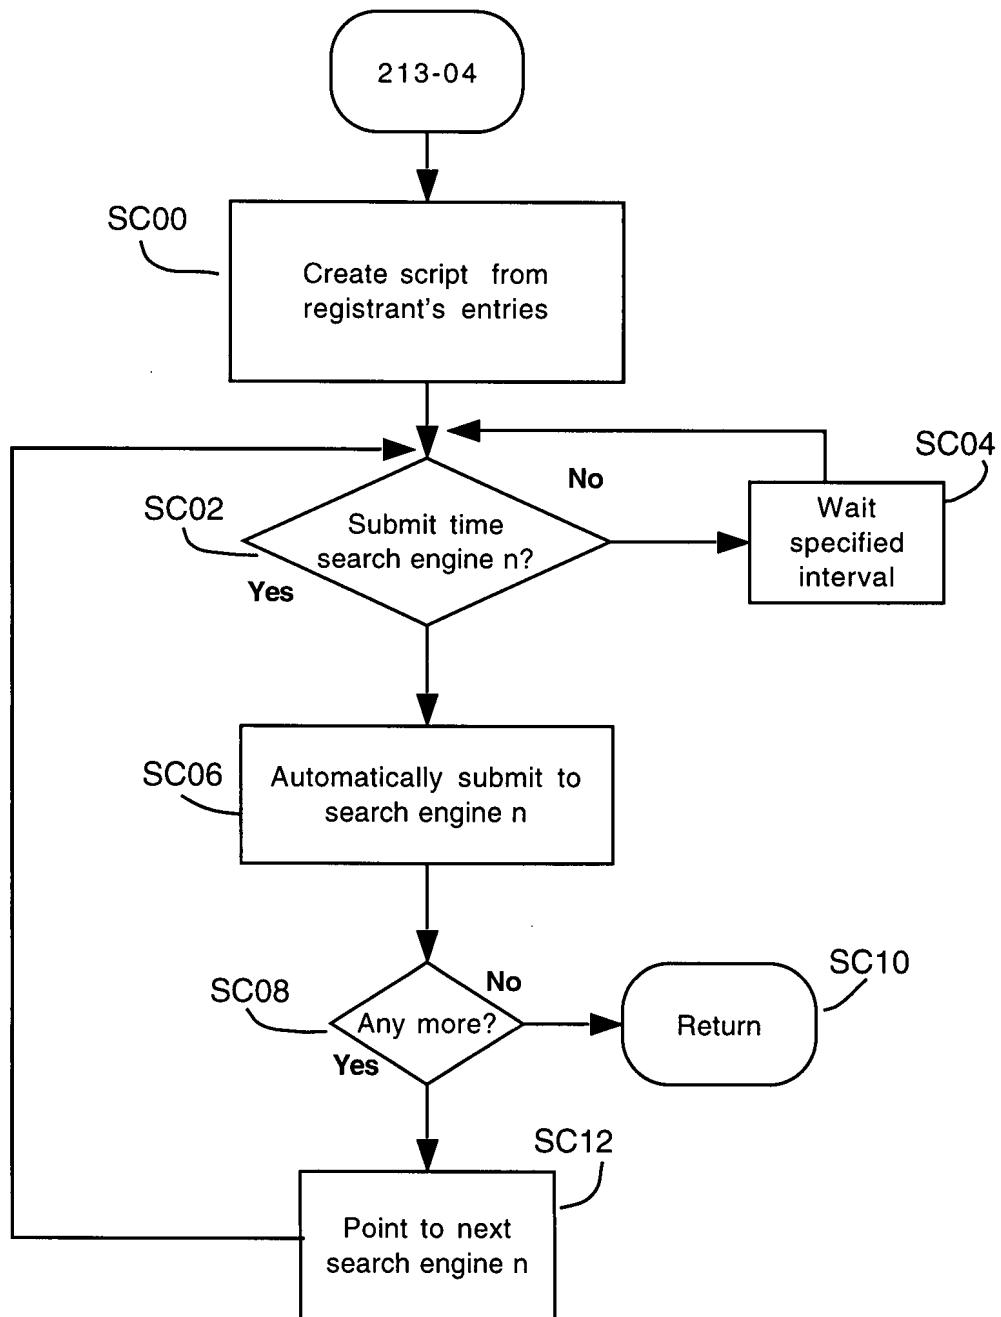 213-04
SC00
Create script from
registrant's entries
SC04
No
Wait
specified
interval
SC02
Submit time
search engine n?
Yes
SC06
Automatically submit to
search engine n
SC08
No
SC10
Any more?
Return
Yes
SC12
Point to next
search engine n